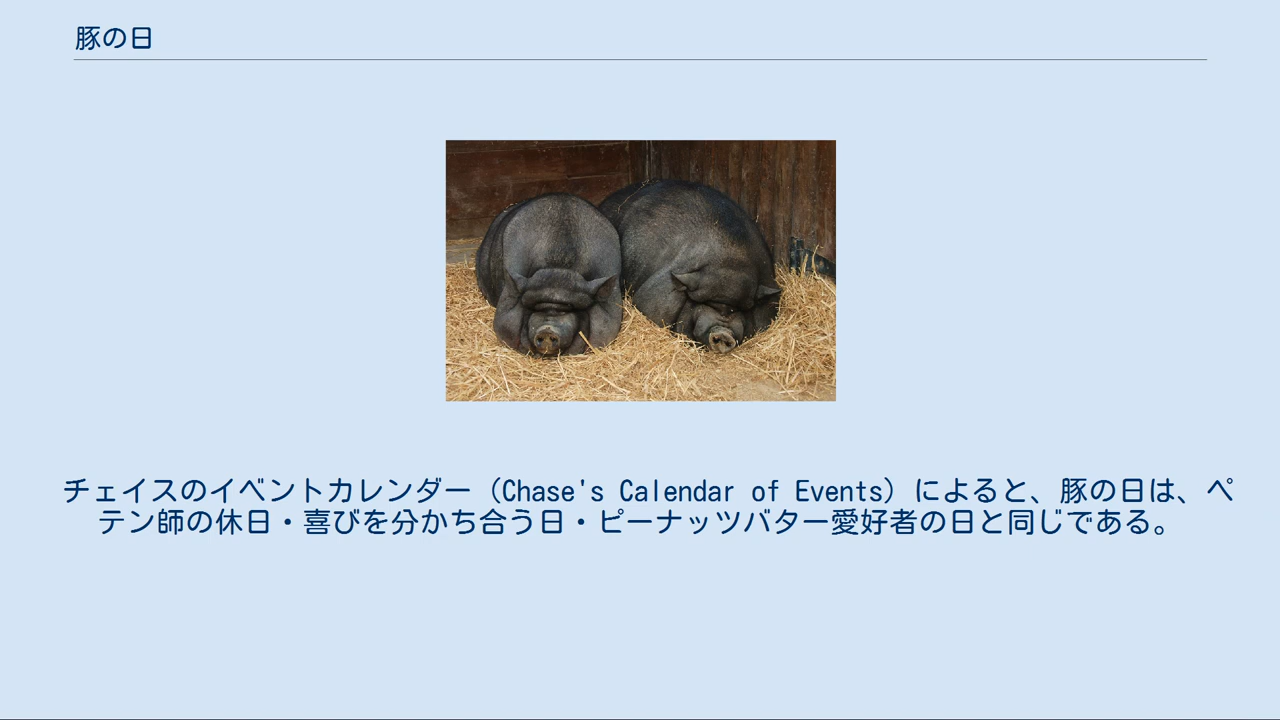 豚の日
チェイスのイベントカレンダー（Chase's Calendar of Events）によると、豚の日は、ペ
テン師の休日・喜びを分かち合う日・ピーナッツバター愛好者の日と同じである。